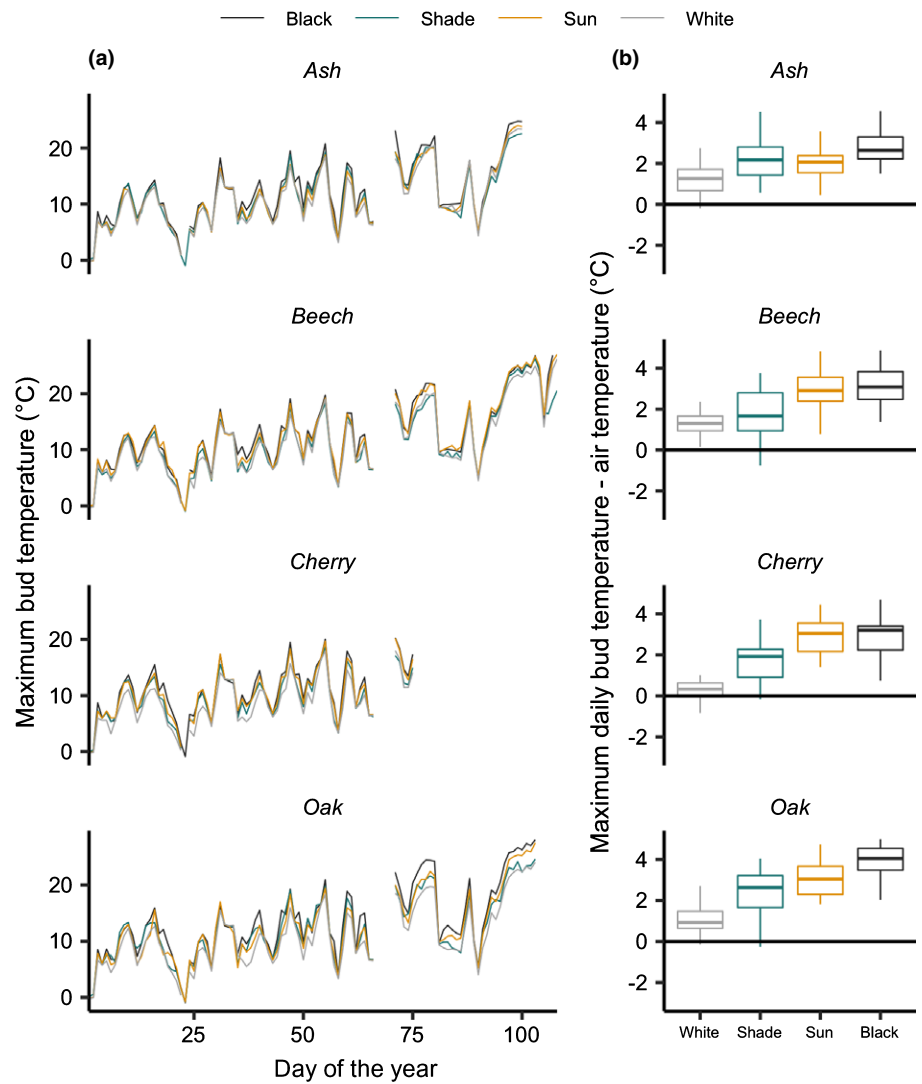 Black Shade Sun White
(a) (b)
Ash Ash
20
10
0
4
2
0
-2
Beech Beech
20
10
0
4
2
0
-2
Cherry Cherry
20
10
0
4
2
0
-2
Oak Oak
20
10
0
4
2
0
-2
25 50 75 100
White Shade Sun Black
Day of the year
Maximum bud temperature (°C)
Maximum daily bud temperature - air temperature (°C)